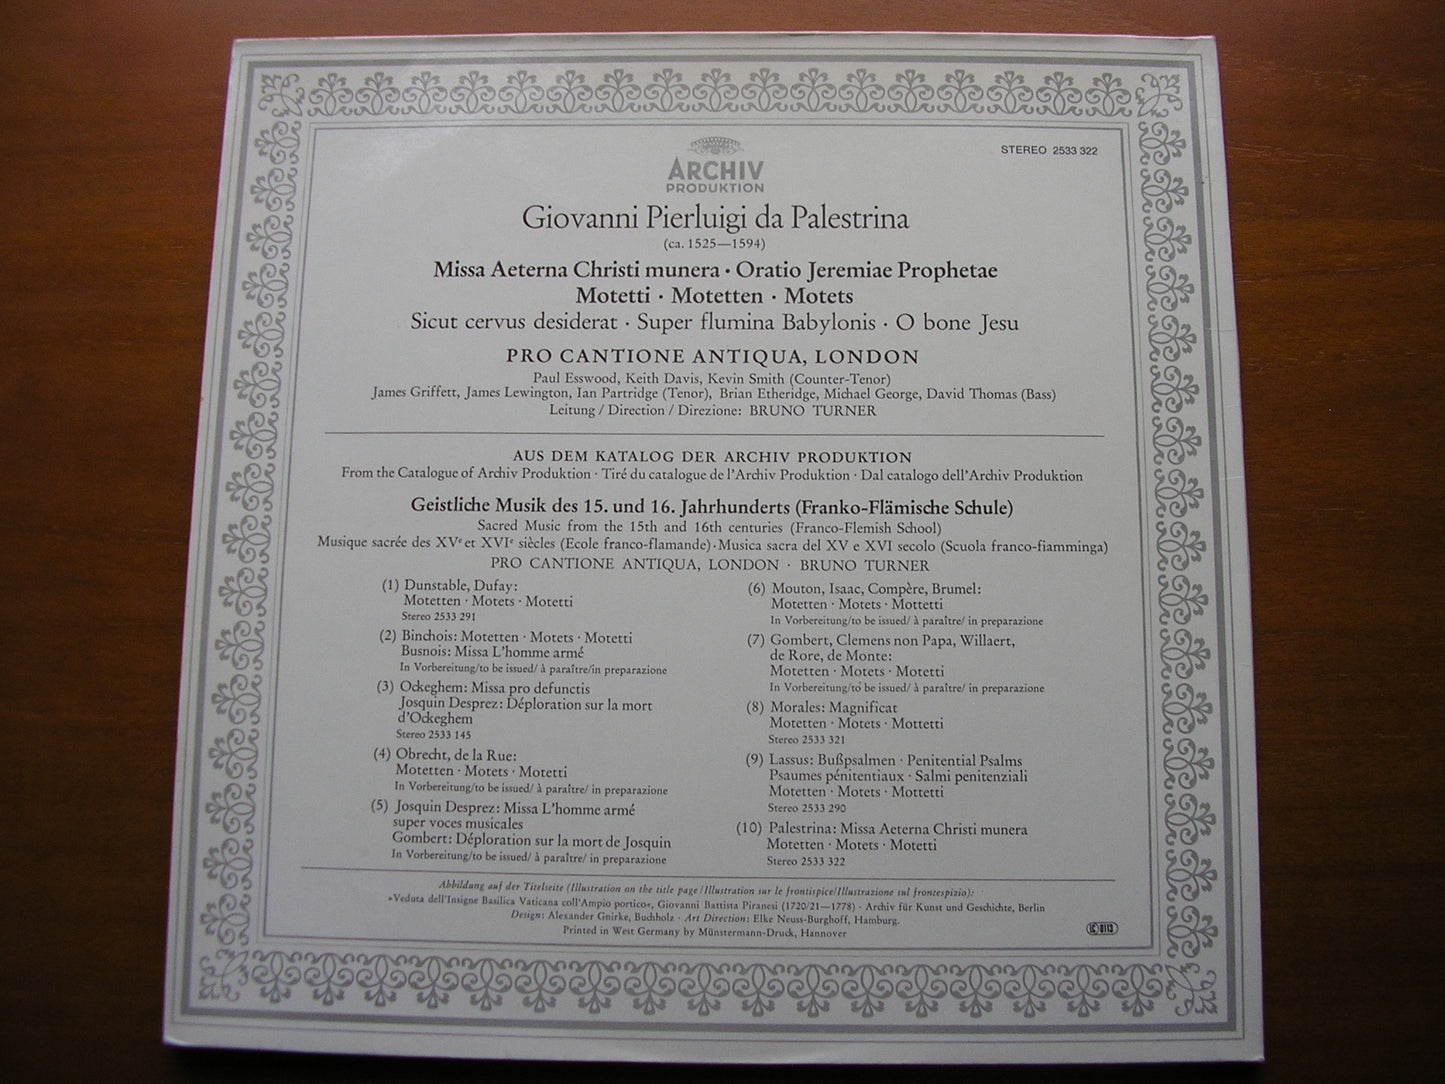 ARCHIV
PRODUKTION
STEREO 2533 322
Giovanni Pierluigi da Palestrina
(ca. 1525—1594)
Missa Aeterna Christi munera · Oratio Jeremiae Prophetae
Motetti · Motetten · Motets
Sicut cervus desiderat · Super flumina Babylonis · O bone Jesu
PRO CANTIONE ANTIQUA, LONDON
Paul Esswood, Keith Davis, Kevin Smith (Counter-Tenor)
James Griffett, James Lewington, Ian Partridge (Tenor), Brian Etheridge, Michael George, David Thomas (Bass)
Leitung / Direction / Direzione: BRUNO TURNER
AUS DEM KATALOG DER ARCHIV PRODUKTION
From the Catalogue of Archiv Produktion · Tiré du catalogue de l'Archiv Produktion · Dal catalogo dell'Archiv Produktion
Geistliche Musik des 15. und 16. Jahrhunderts (Franko-Flämische Schule)
Sacred Music from the 15th and 16th centuries (Franco-Flemish School)
Musique sacrée des XVe et XVIe siècles (Ecole franco-flamande) · Musica sacra del XV e XVI secolo (Scuola franco-fiamminga)
PRO CANTIONE ANTIQUA, LONDON · BRUNO TURNER
(1) Dunstable, Dufay:
Motetten · Motets · Motetti
Stereo 2533 291
(2) Binchois: Motetten · Motets · Motetti
Busnois: Missa L'homme armé
In Vorbereitung/to be issued/ à paraître/in preparazione
(3) Ockeghem: Missa pro defunctis
Josquin Desprez: Déploration sur la mort
d'Ockeghem
Stereo 2533 145
(4) Obrecht, de la Rue:
Motetten · Motets · Motetti
In Vorbereitung/to be issued/ à paraître/ in preparazione
(5) Josquin Desprez: Missa L'homme armé
super voces musicales
Gombert: Déploration sur la mort de Josquin
In Vorbereitung/to be issued/ à paraître/ in preparazione
(6) Mouton, Isaac, Compère, Brumel:
Motetten · Motets · Mottetti
In Vorbereitung/to be issued/ à paraître/ in preparazione
(7) Gombert, Clemens non Papa, Willaert,
de Rore, de Monte:
Motetten · Motets · Motetti
In Vorbereitung/to be issued/ à paraître/ in preparazione
(8) Morales: Magnificat
Motetten · Motets · Mottetti
Stereo 2533 321
(9) Lassus: Bußpsalmen · Penitential Psalms
Psaumes pénitentiaux · Salmi penitenziali
Motetten · Motets · Mottetti
Stereo 2533 290
(10) Palestrina: Missa Aeterna Christi munera
Motetten · Motets · Motetti
Stereo 2533 322
Abbildung auf der Titelseite (Illustration on the title page/Illustration sur le frontispice/Illustrazione sul frontespizio):
»Veduta dell'Insigne Basilica Vaticana coll'Ampio portico«, Giovanni Battista Piranesi (1720/21—1778) · Archiv für Kunst und Geschichte, Berlin
Design: Alexander Gnirke, Buchholz · Art Direction: Elke Neuss-Burghoff, Hamburg.
Printed in West Germany by Münstermann-Druck, Hannover
LC 0113